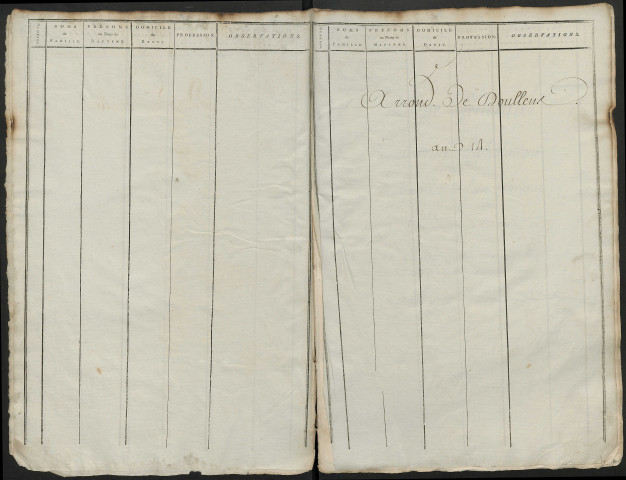 NOMS de FAMILLE. PRÉNOMS ou Noms de BAPTÊME. DOMICILE de DROIT. PROFESSION. OBSERVATIONS.
NOMS de FAMILLE. PRÉNOMS ou Noms de BAPTÊME. DOMICILE de DROIT. PROFESSION. OBSERVATIONS.
Arrond. De Doullens
an 14.